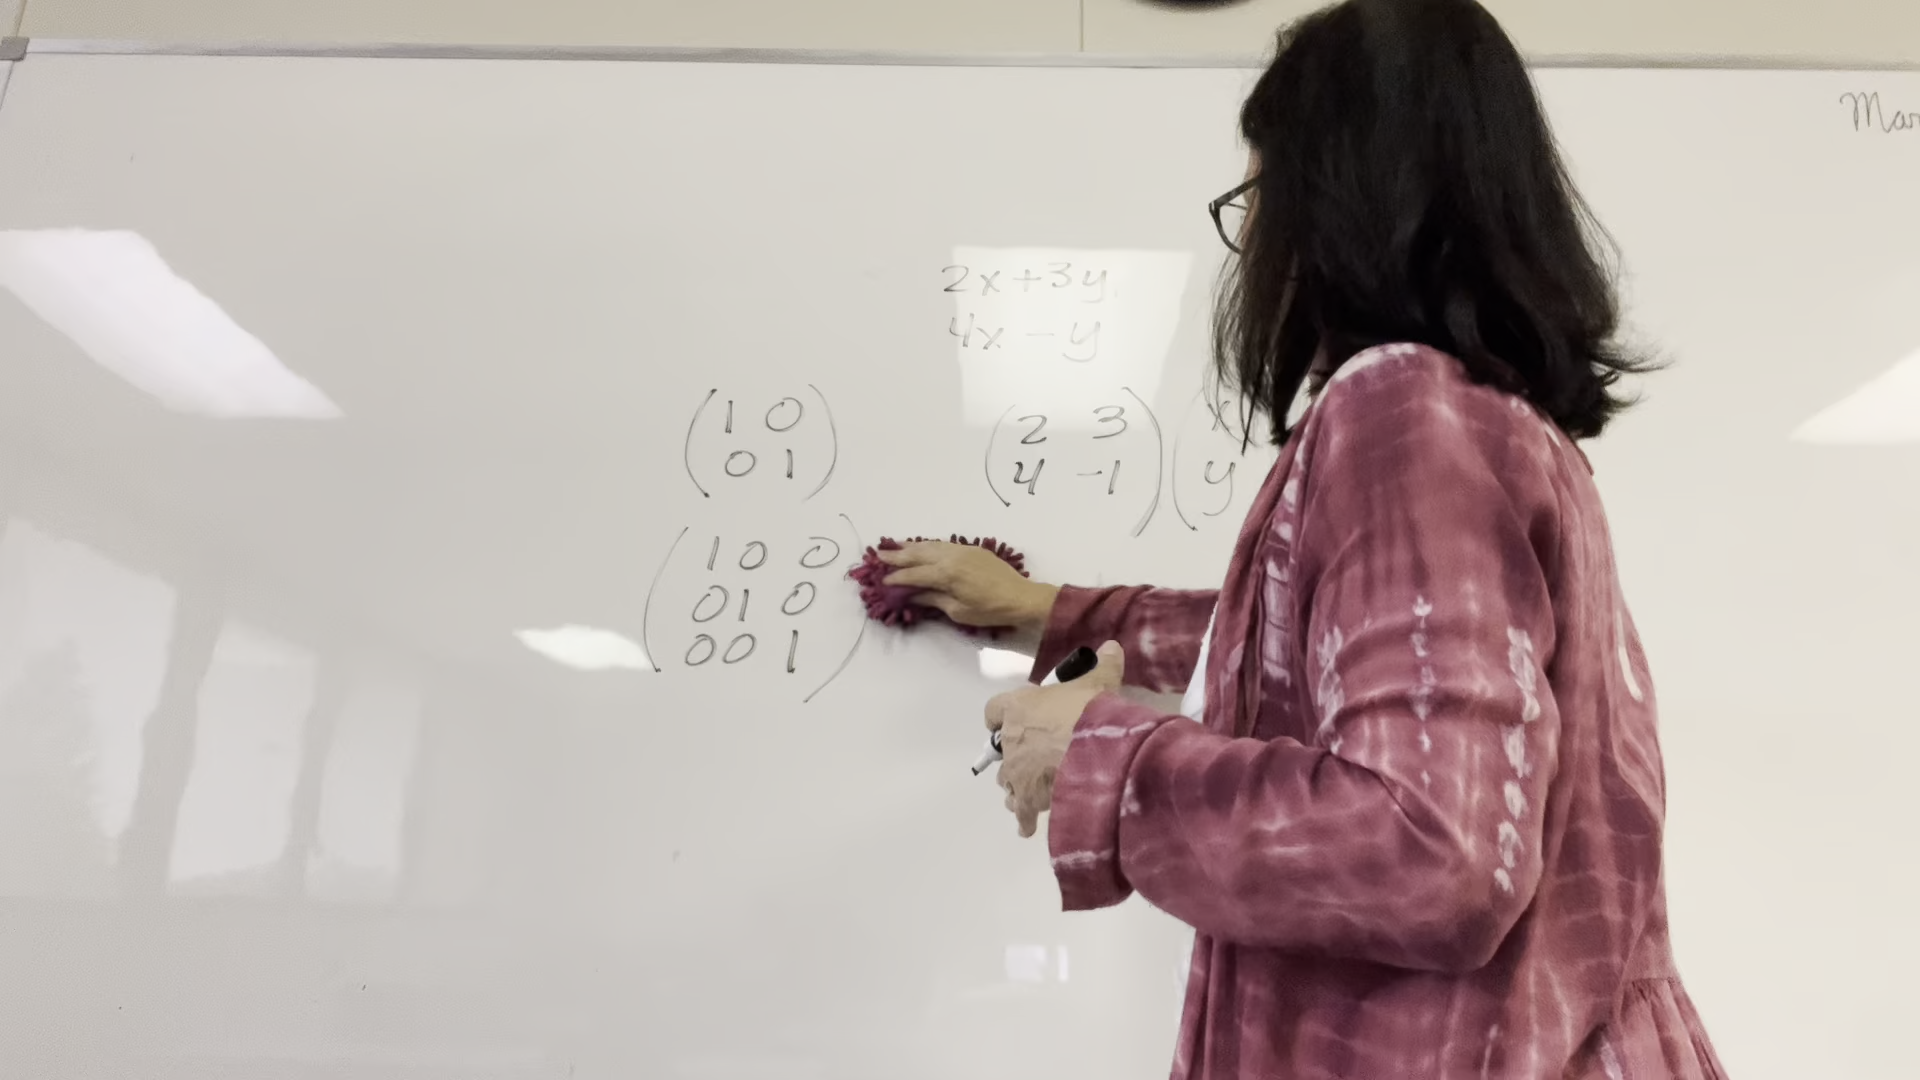 2x+3y
4x-y
(1 0
0 1)
(2 3
4 -1)(x
y
(1 0 0
0 1 0
0 0 1)